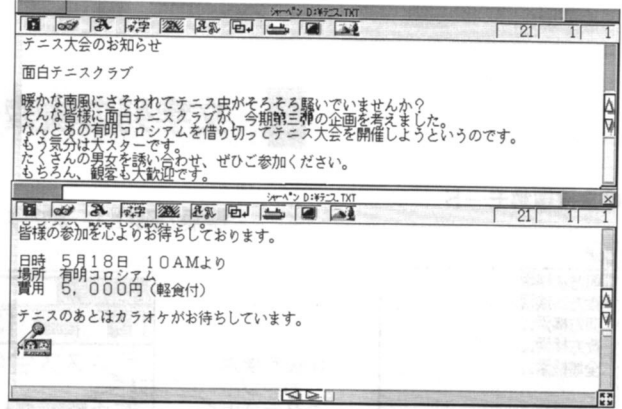 シャーペン D:¥テニス.TXT
21 1 1
テニス大会のお知らせ
面白テニスクラブ
暖かな南風にさそわれてテニス虫がそろそろ騒いでいませんか？
そんな皆様に面白テニスクラブが、今期第三弾の企画を考えました。
なんとあの有明コロシアムを借り切ってテニス大会を開催しようというのです。
もう気分は大スターです。
たくさんの男女を誘い合わせ、ぜひご参加ください。
もちろん、観客も大歓迎です。
シャーペン D:¥テニス.TXT
21 1 1
皆様の参加を心よりお待ちしております。
日時 5月18日 10AMより
場所 有明コロシアム
費用 5，000円（軽食付）
テニスのあとはカラオケがお待ちしています。